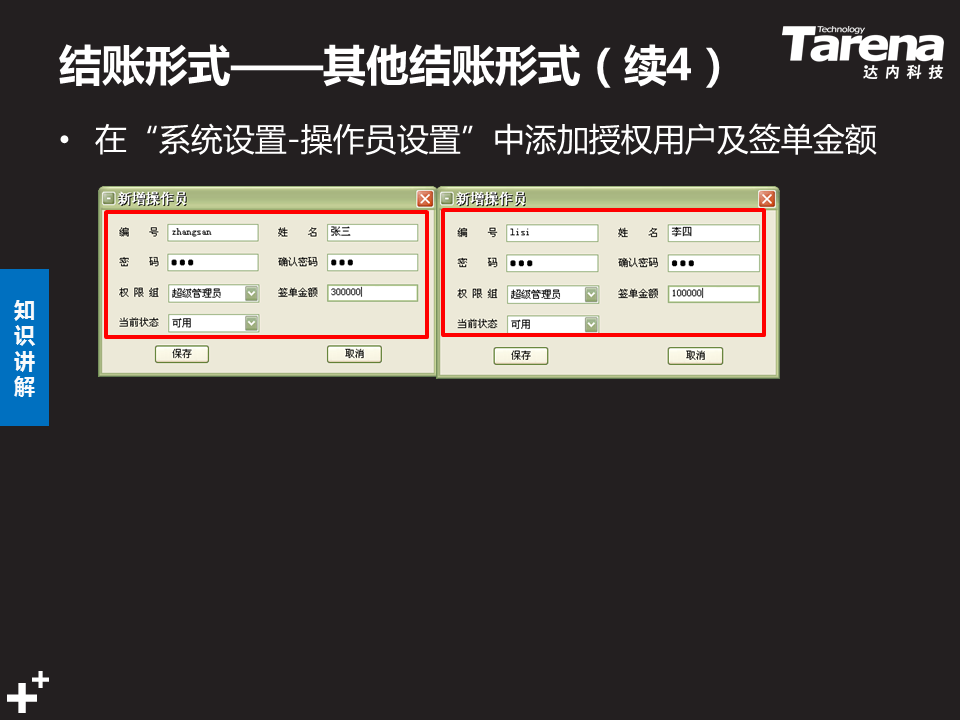 结账形式——其他结账形式（续4）
Technology
Tarena
达内科技
• 在“系统设置-操作员设置”中添加授权用户及签单金额
新增操作员
编 号 zhangsan 姓 名 张三
密 码 ●●● 确认密码 ●●●
权 限 组 超级管理员 签单金额 300000
当前状态 可用
保存 取消
新增操作员
编 号 lisi 姓 名 李四
密 码 ●●● 确认密码 ●●●
权 限 组 超级管理员 签单金额 100000
当前状态 可用
保存 取消
知
识
讲
解